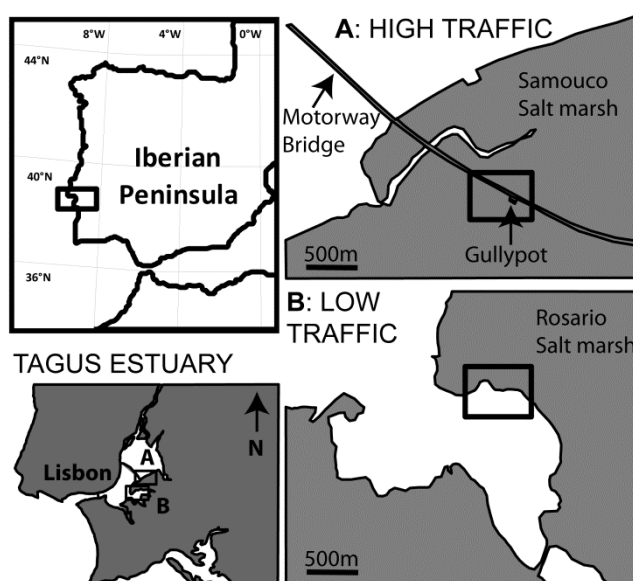 8°W 4°W 0°W
44°N
40°N
36°N
Iberian
Peninsula
A: HIGH TRAFFIC
Samouco
Salt marsh
Motorway
Bridge
Gullypot
500m
TAGUS ESTUARY
N
Lisbon
A
B
B: LOW
TRAFFIC
Rosario
Salt marsh
500m